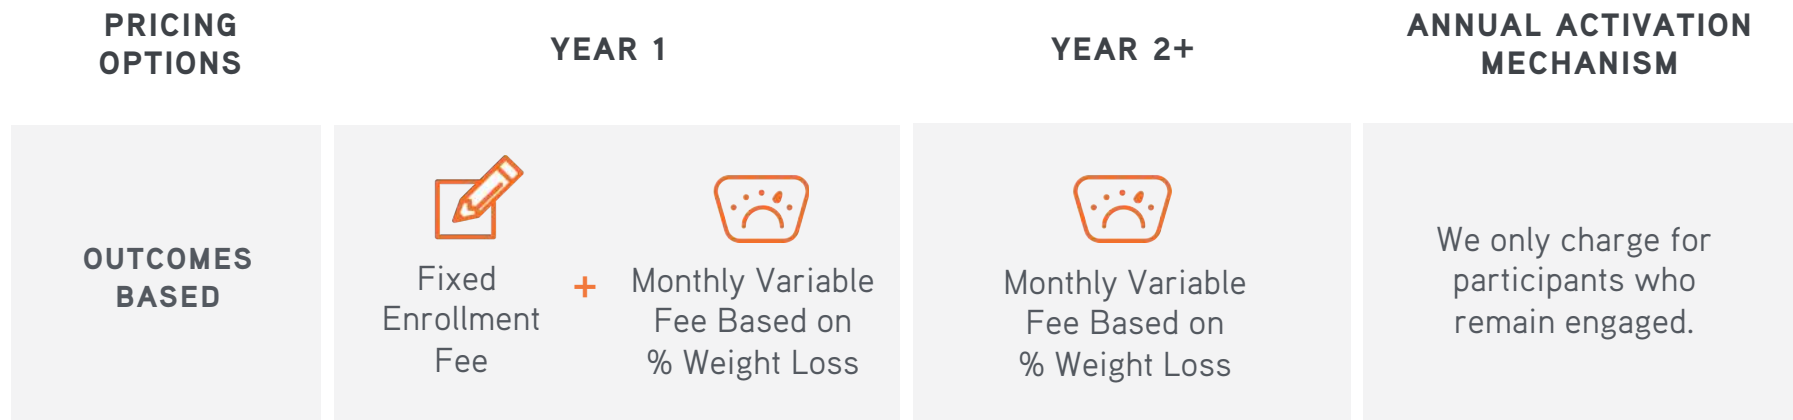 PRICING
OPTIONS
YEAR 1
YEAR 2+
ANNUAL ACTIVATION
MECHANISM
OUTCOMES
BASED
Fixed
Enrollment
Fee
+
Monthly Variable
Fee Based on
% Weight Loss
Monthly Variable
Fee Based on
% Weight Loss
We only charge for
participants who
remain engaged.